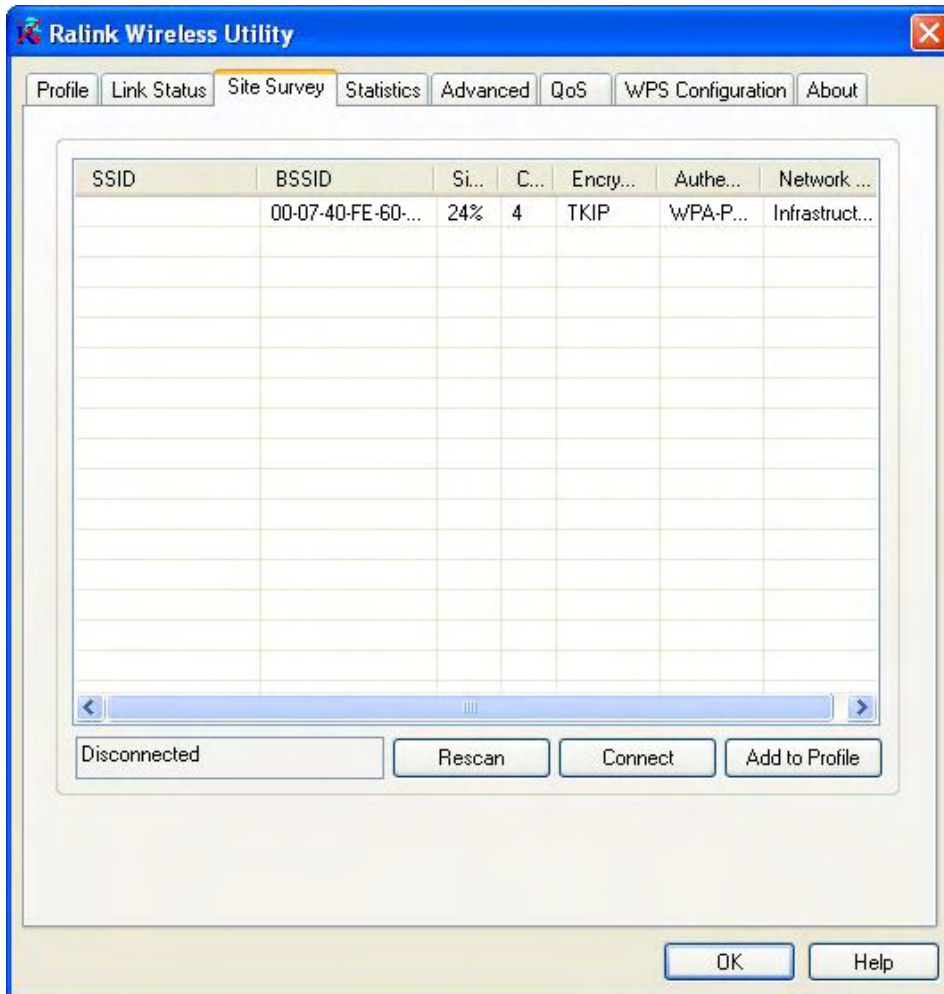 Ralink Wireless Utility
Profile Link Status Site Survey Statistics Advanced QoS WPS Configuration About
SSID BSSID Si... C... Encry... Authe... Network ...
00-07-40-FE-60-... 24% 4 TKIP WPA-P... Infrastruct...
Disconnected Rescan Connect Add to Profile
OK Help